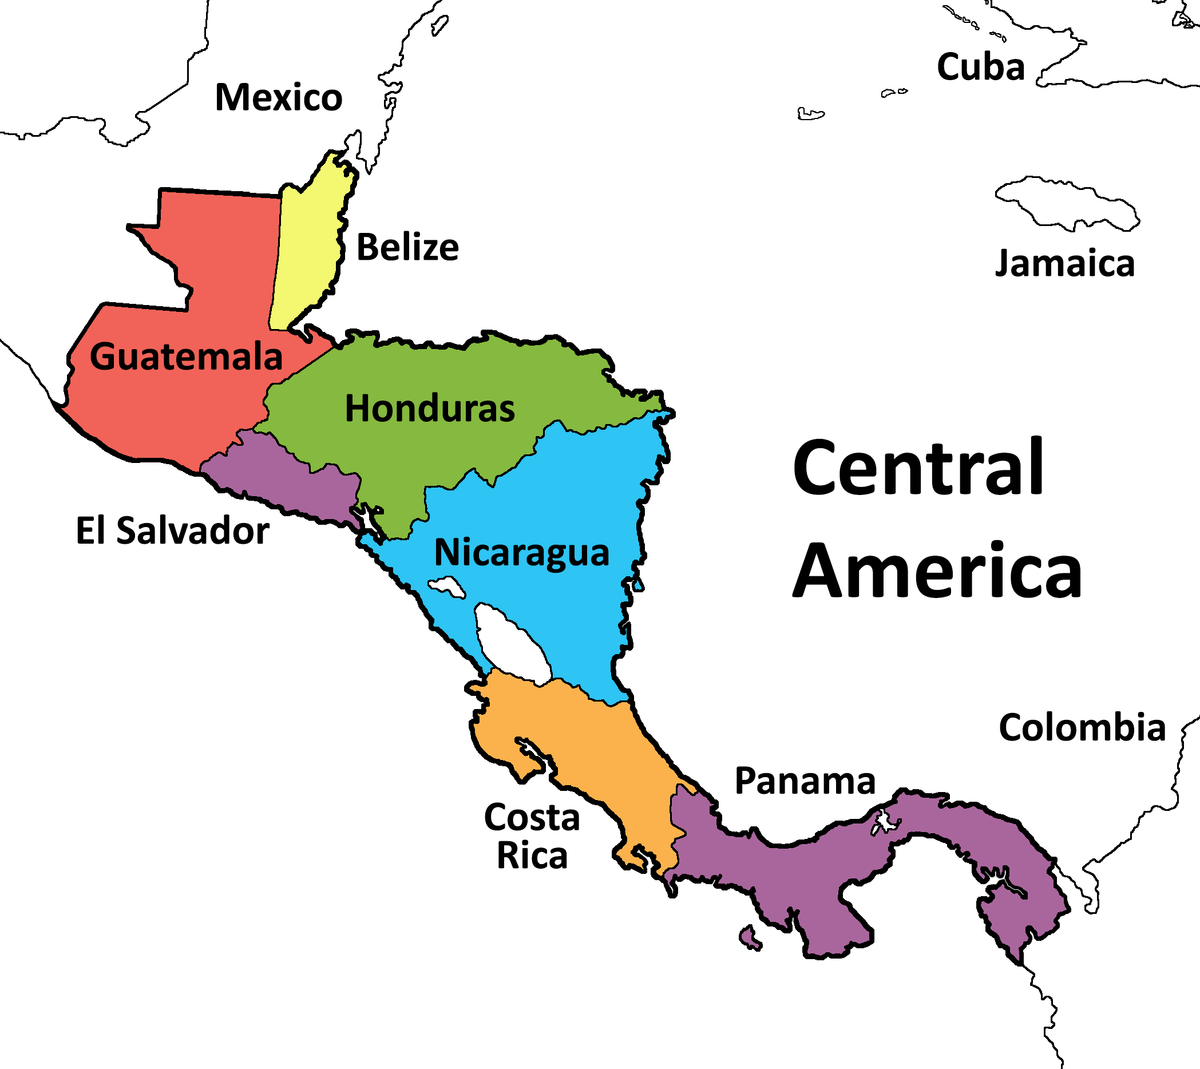 Cuba
Mexico
Belize
Jamaica
Guatemala
Honduras
Central
America
El Salvador
Nicaragua
Colombia
Panama
Costa
Rica